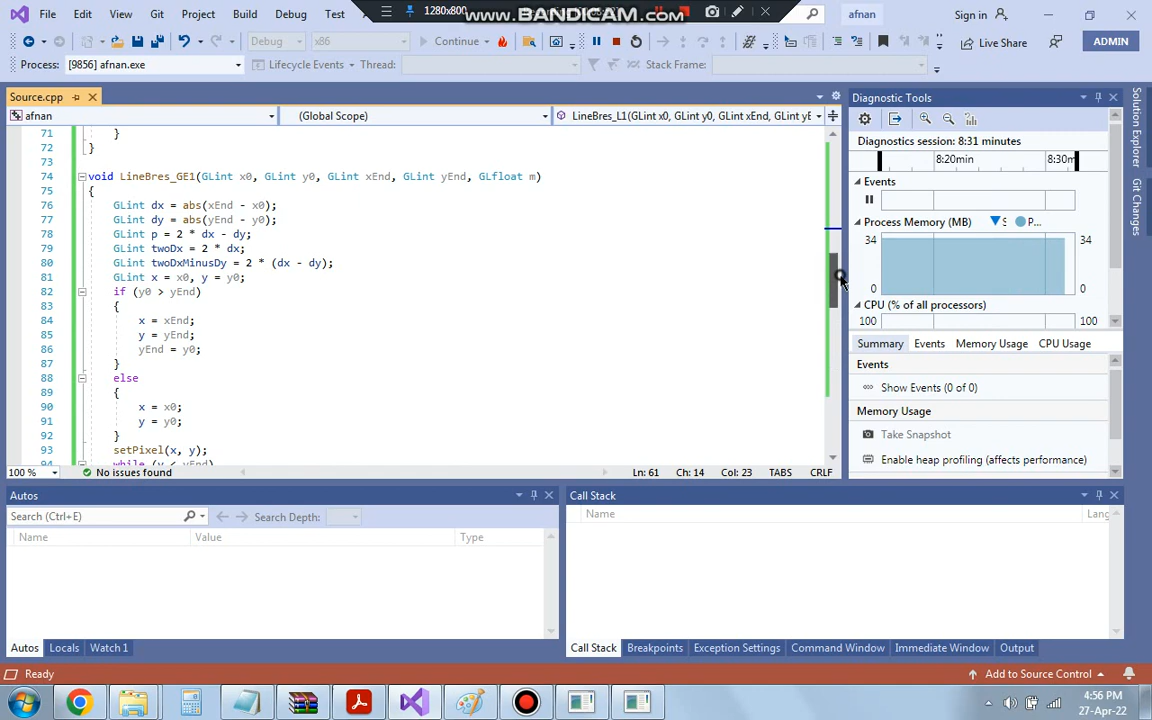 File Edit View Git Project Build Debug Test
1280x800
www.BANDICAM.com
afnan
Sign in
Debug x86 Continue
Live Share
ADMIN
Process: [9856] afnan.exe Lifecycle Events Thread: Stack Frame:
Source.cpp
afnan (Global Scope) LineBres_L1(GLint x0, GLint y0, GLint xEnd, GLint yE
71 }
72 }
73
74 void LineBres_GE1(GLint x0, GLint y0, GLint xEnd, GLint yEnd, GLfloat m)
75 {
76 GLint dx = abs(xEnd - x0);
77 GLint dy = abs(yEnd - y0);
78 GLint p = 2 * dx - dy;
79 GLint twoDx = 2 * dx;
80 GLint twoDxMinusDy = 2 * (dx - dy);
81 GLint x = x0, y = y0;
82 if (y0 > yEnd)
83 {
84 x = xEnd;
85 y = yEnd;
86 yEnd = y0;
87 }
88 else
89 {
90 x = x0;
91 y = y0;
92 }
93 setPixel(x, y);
94 while (y < yEnd)
100 % No issues found Ln: 61 Ch: 14 Col: 23 TABS CRLF
Diagnostic Tools
Diagnostics session: 8:31 minutes
8:20min 8:30m
Events
Process Memory (MB) S P...
34 34
0 0
CPU (% of all processors)
100 100
Summary Events Memory Usage CPU Usage
Events
Show Events (0 of 0)
Memory Usage
Take Snapshot
Enable heap profiling (affects performance)
Solution Explorer
Git Changes
Autos
Search (Ctrl+E) Search Depth:
Name Value Type
Autos Locals Watch 1
Call Stack
Name Lang
Call Stack Breakpoints Exception Settings Command Window Immediate Window Output
Ready Add to Source Control
4:56 PM
27-Apr-22